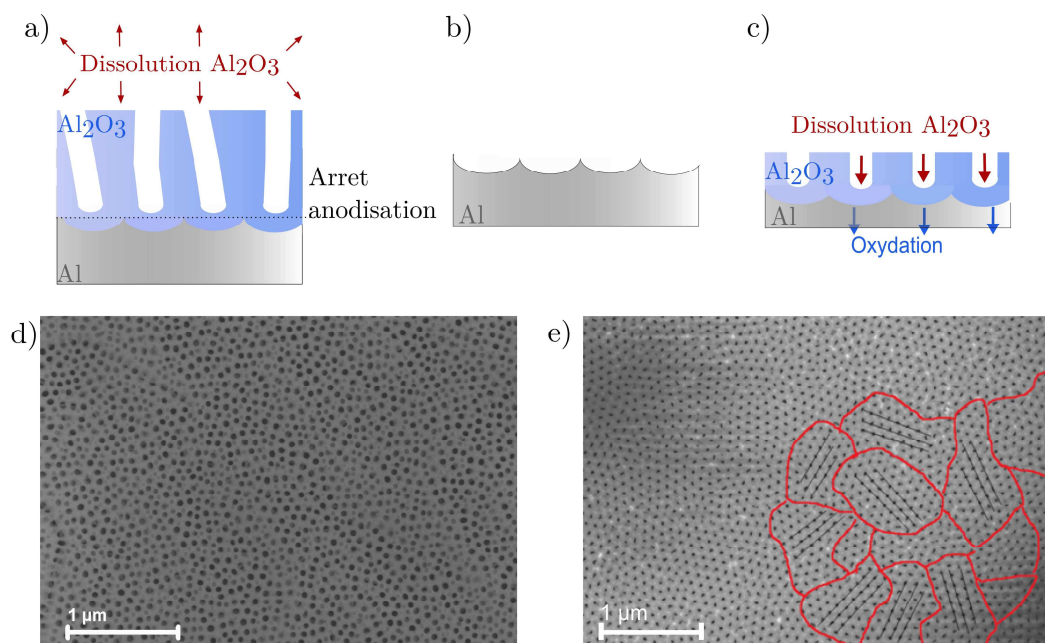 a)
Dissolution Al2O3
Al2O3
Arret
anodisation
Al
b)
Al
c)
Dissolution Al2O3
Al2O3
Al
Oxydation
d)
1 µm
e)
1 µm